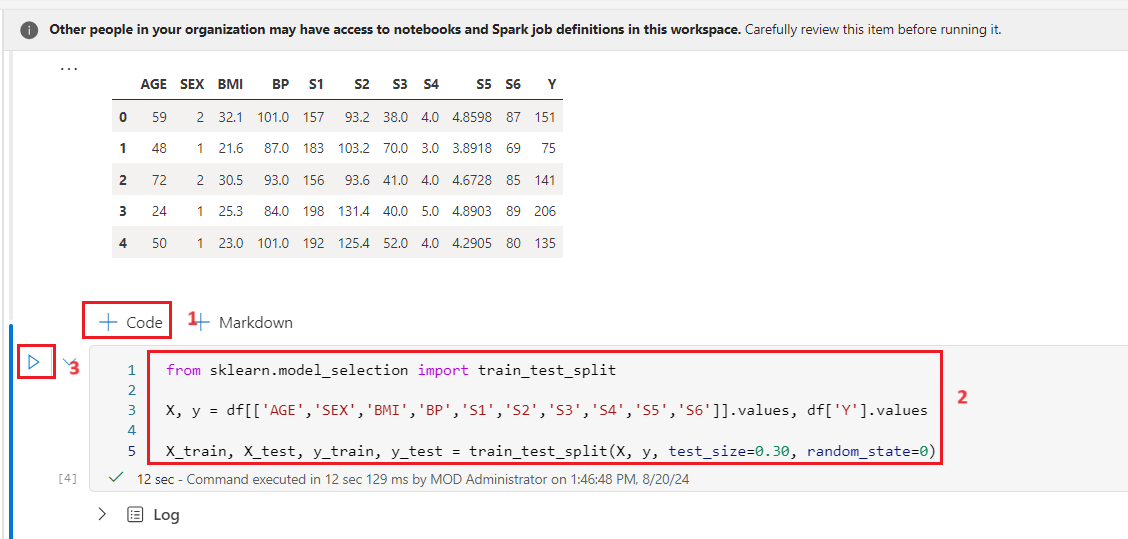 Other people in your organization may have access to notebooks and Spark job definitions in this workspace. Carefully review this item before running it.
...
AGE SEX BMI BP S1 S2 S3 S4 S5 S6 Y
0 59 2 32.1 101.0 157 93.2 38.0 4.0 4.8598 87 151
1 48 1 21.6 87.0 183 103.2 70.0 3.0 3.8918 69 75
2 72 2 30.5 93.0 156 93.6 41.0 4.0 4.6728 85 141
3 24 1 25.3 84.0 198 131.4 40.0 5.0 4.8903 89 206
4 50 1 23.0 101.0 192 125.4 52.0 4.0 4.2905 80 135
+ Code 1 + Markdown
3
1 from sklearn.model_selection import train_test_split
2
3 X, y = df[['AGE','SEX','BMI','BP','S1','S2','S3','S4','S5','S6']].values, df['Y'].values
2
4
5 X_train, X_test, y_train, y_test = train_test_split(X, y, test_size=0.30, random_state=0)
[4] 12 sec - Command executed in 12 sec 129 ms by MOD Administrator on 1:46:48 PM, 8/20/24
Log